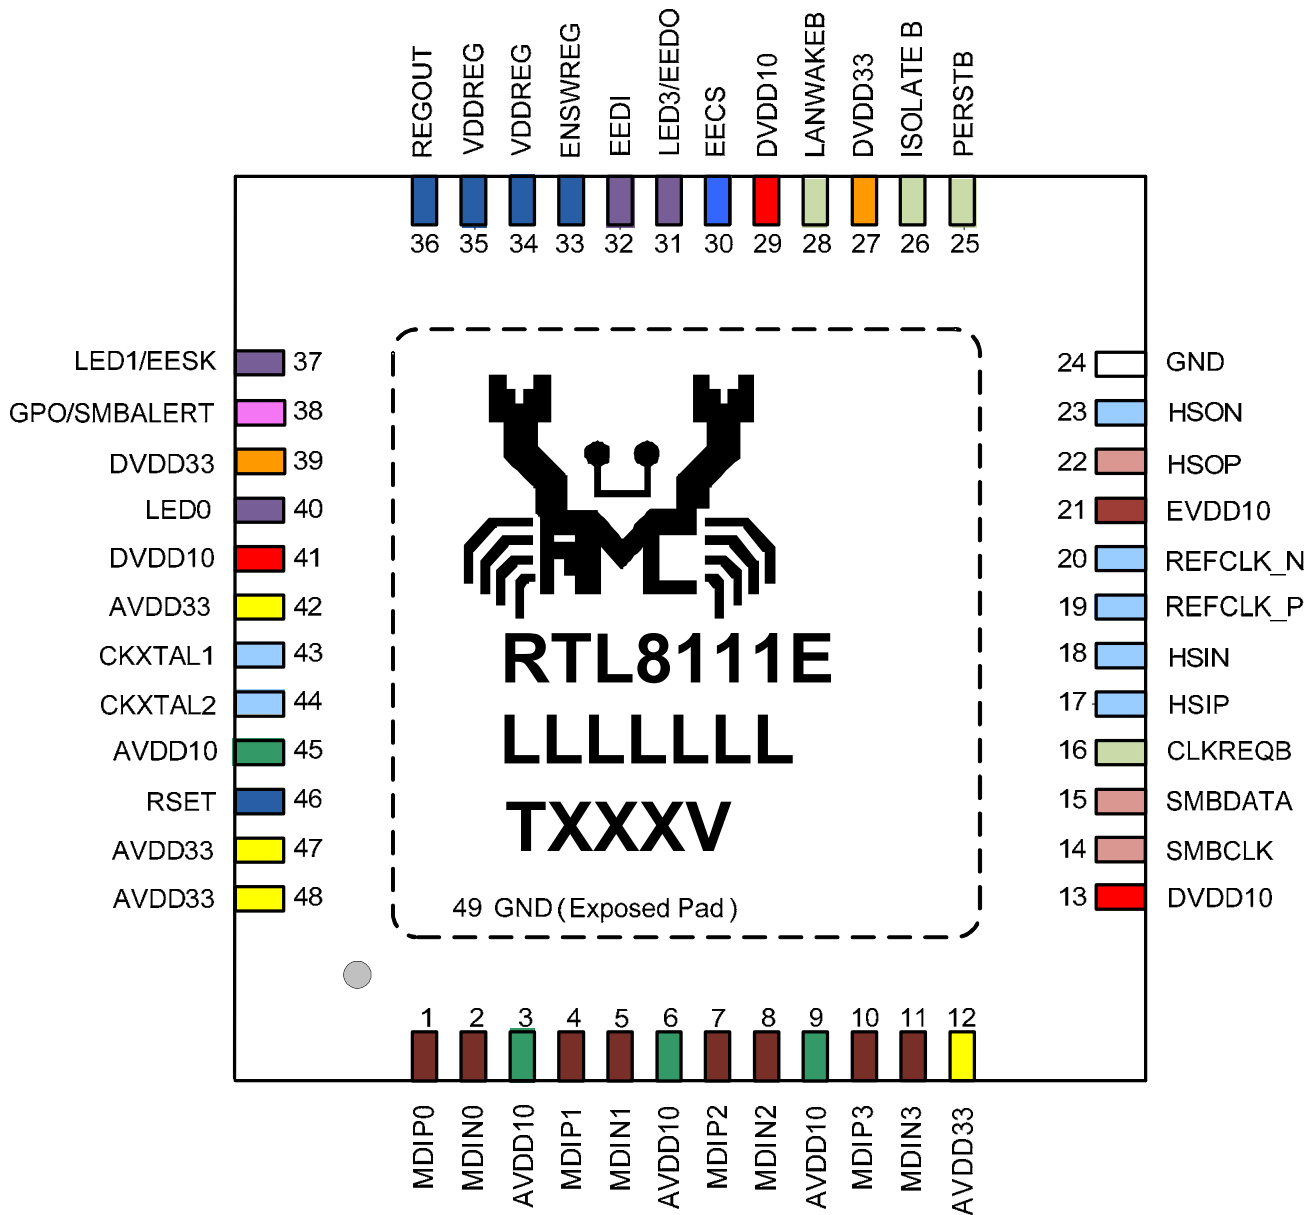 REGOUT
VDDREG
VDDREG
ENSWREG
EEDI
LED3/EEDO
EECS
DVDD10
LANWAKEB
DVDD33
ISOLATE B
PERSTB
36 35 34 33 32 31 30 29 28 27 26 25
LED1/EESK 37
GPO/SMBALERT 38
DVDD33 39
LED0 40
DVDD10 41
AVDD33 42
CKXTAL1 43
CKXTAL2 44
AVDD10 45
RSET 46
AVDD33 47
AVDD33 48
RTL8111E
LLLLLLL
TXXXV
49 GND (Exposed Pad)
24 GND
23 HSON
22 HSOP
21 EVDD10
20 REFCLK_N
19 REFCLK_P
18 HSIN
17 HSIP
16 CLKREQB
15 SMBDATA
14 SMBCLK
13 DVDD10
1 2 3 4 5 6 7 8 9 10 11 12
MDIP0
MDIN0
AVDD10
MDIP1
MDIN1
AVDD10
MDIP2
MDIN2
AVDD10
MDIP3
MDIN3
AVDD33